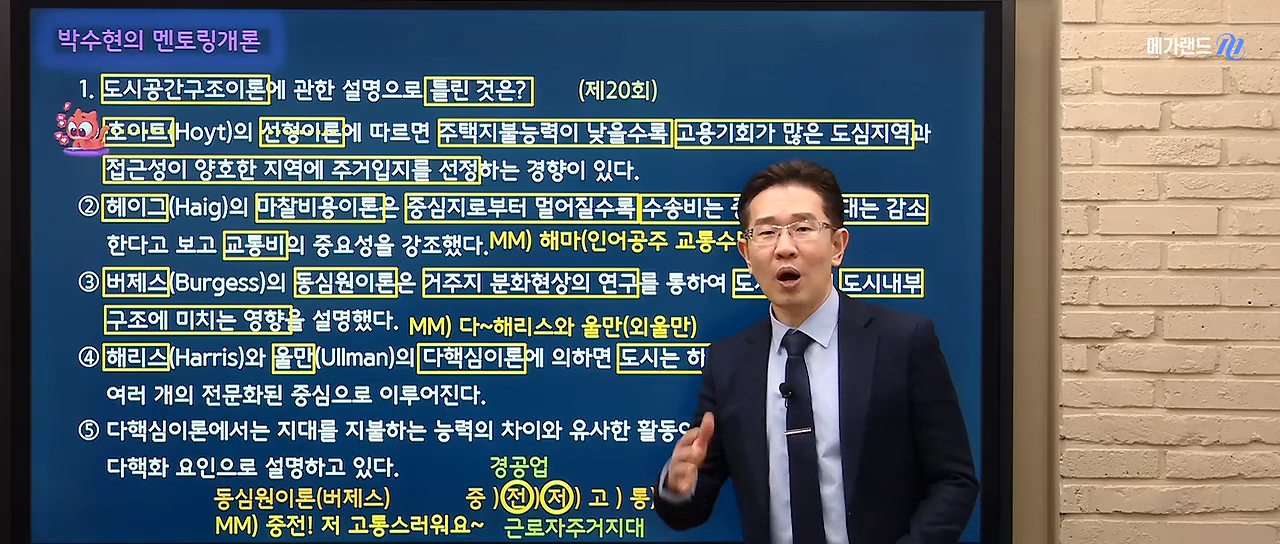 박수현의 멘토링개론
메가랜드
1. 도시공간구조이론에 관한 설명으로 틀린 것은? (제20회)
호이트(Hoyt)의 선형이론에 따르면 주택지불능력이 낮을수록 고용기회가 많은 도심지역과
접근성이 양호한 지역에 주거입지를 선정하는 경향이 있다.
② 헤이그(Haig)의 마찰비용이론은 중심지로부터 멀어질수록 수송비는 대는 감소
한다고 보고 교통비의 중요성을 강조했다. MM) 해마(인어공주 교통수
③ 버제스(Burgess)의 동심원이론은 거주지 분화현상의 연구를 통하여 도시내부
구조에 미치는 영향을 설명했다. MM) 다~해리스와 울만(외울만)
④ 해리스(Harris)와 울만(Ullman)의 다핵심이론에 의하면 도시는 하
여러 개의 전문화된 중심으로 이루어진다.
⑤ 다핵심이론에서는 지대를 지불하는 능력의 차이와 유사한 활동
다핵화 요인으로 설명하고 있다. 경공업
동심원이론(버제스) 중 ) 전 ) 저 ) 고 ) 통)
MM) 중전! 저 고통스러워요~ 근로자주거지대